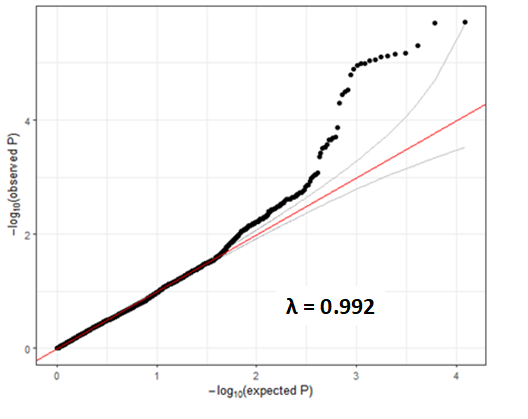 4
2
0
−log10(observed P)
λ = 0.992
0 1 2 3 4
−log10(expected P)